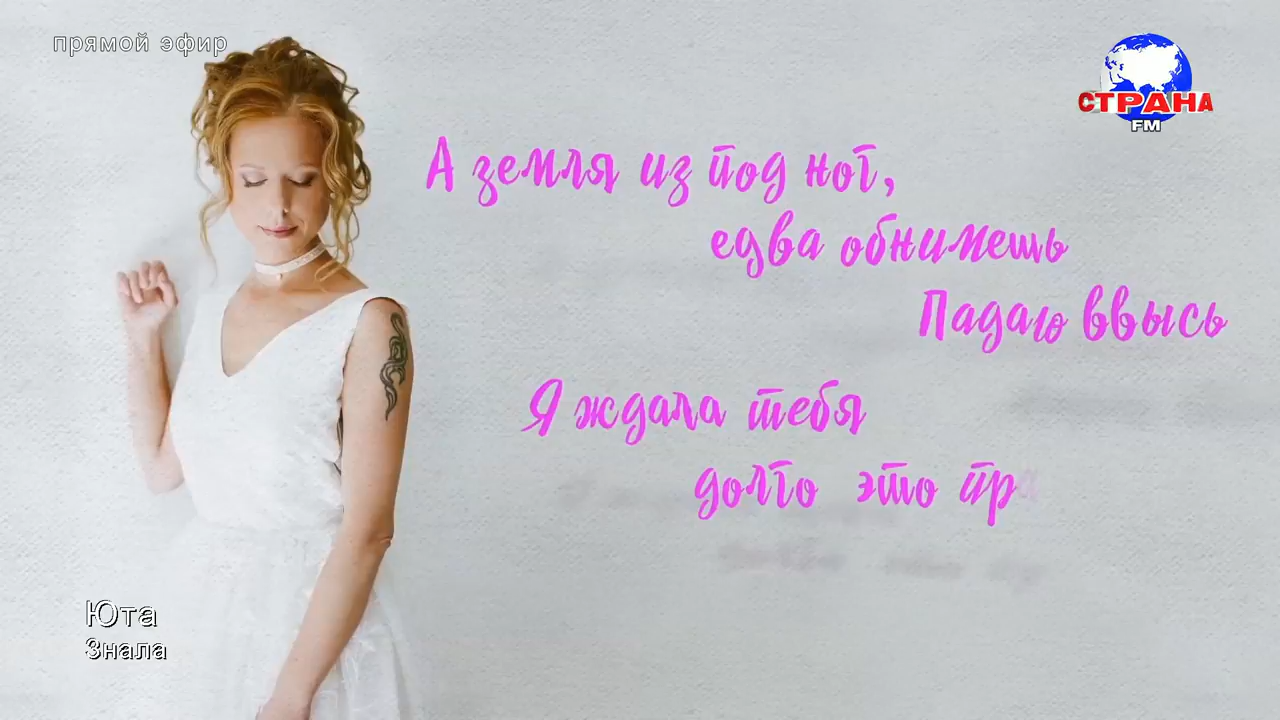 прямой эфир
СТРАНА
FM
А земля из под ног,
едва обнимешь
Падаю ввысь
Я ждала тебя
долго это пра
Юта
Знала